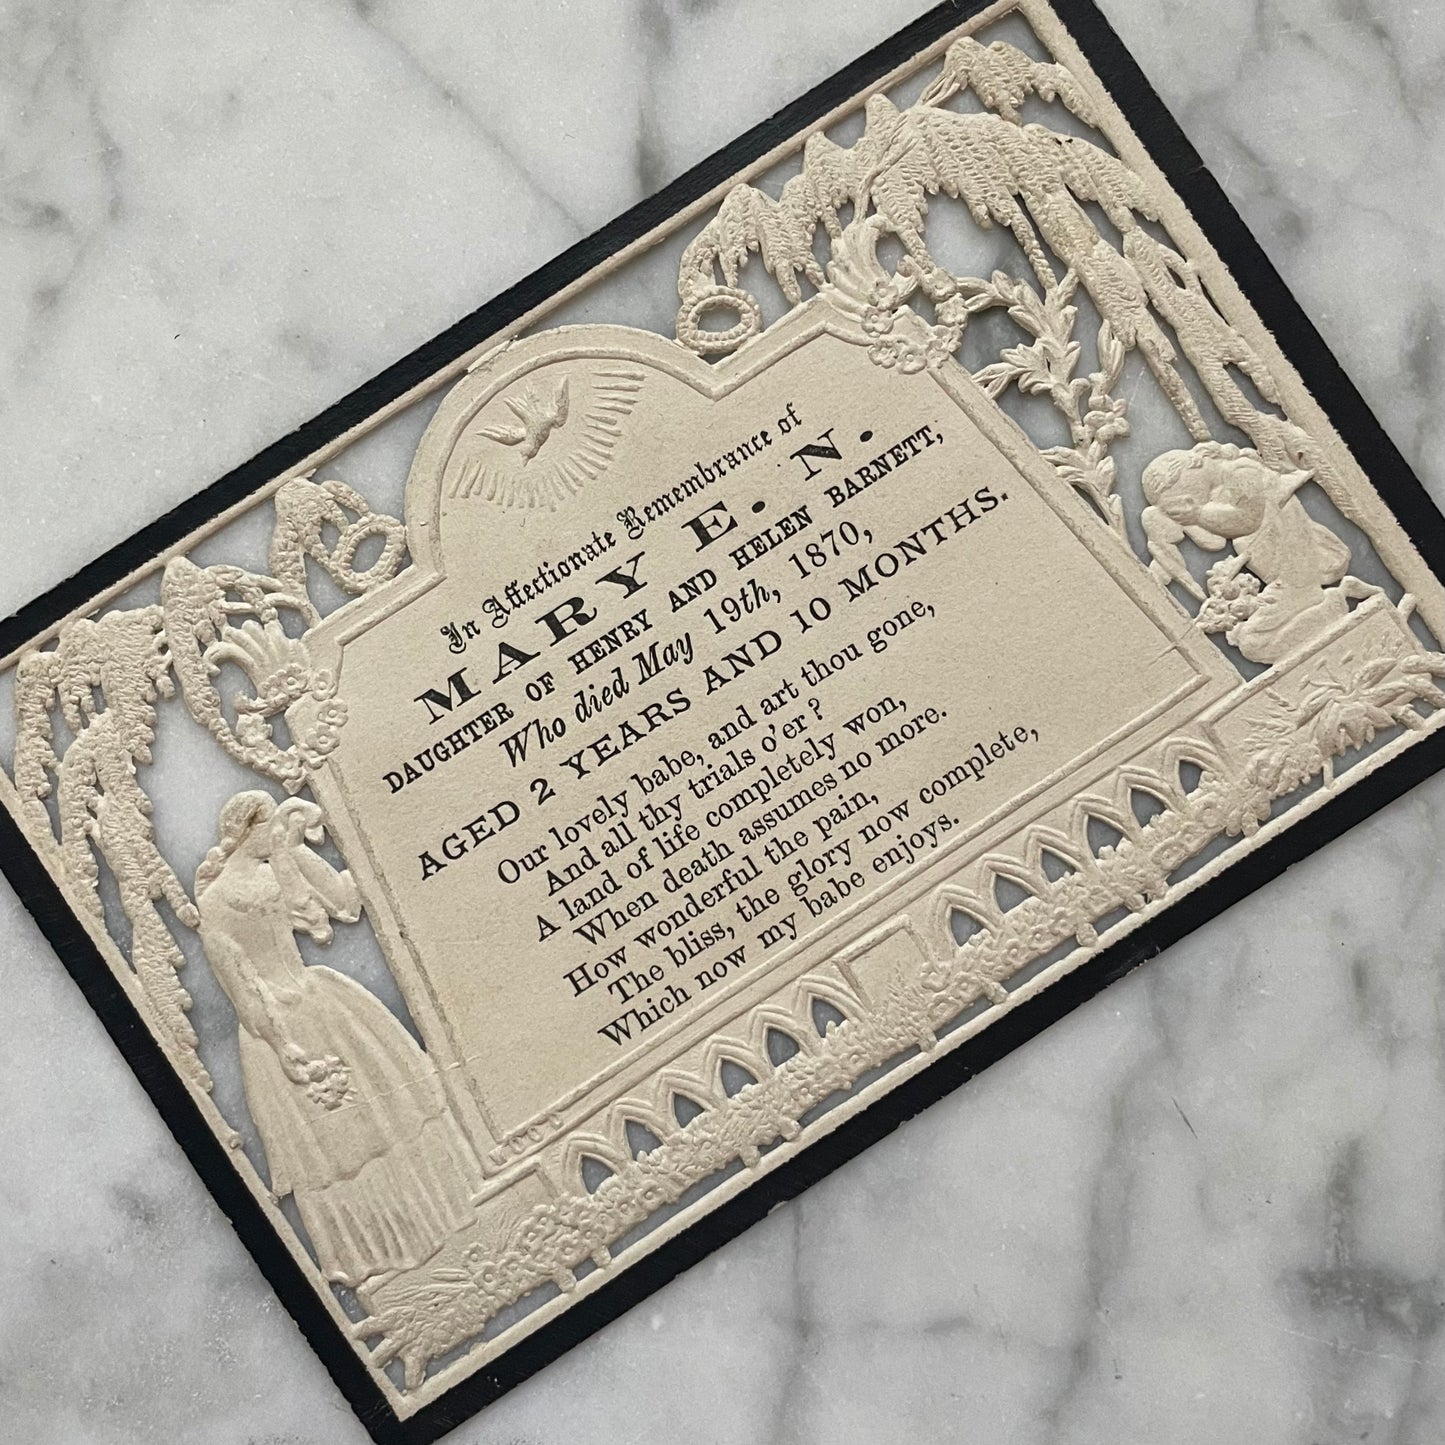 In Affectionate Remembrance of
MARY E. N.
DAUGHTER OF HENRY AND HELEN BARNETT,
Who died May 19th, 1870,
AGED 2 YEARS AND 10 MONTHS.
Our lovely babe, and art thou gone,
And all thy trials o'er?
A land of life completely won,
When death assumes no more.
How wonderful the pain,
The bliss, the glory now complete,
Which now my babe enjoys.